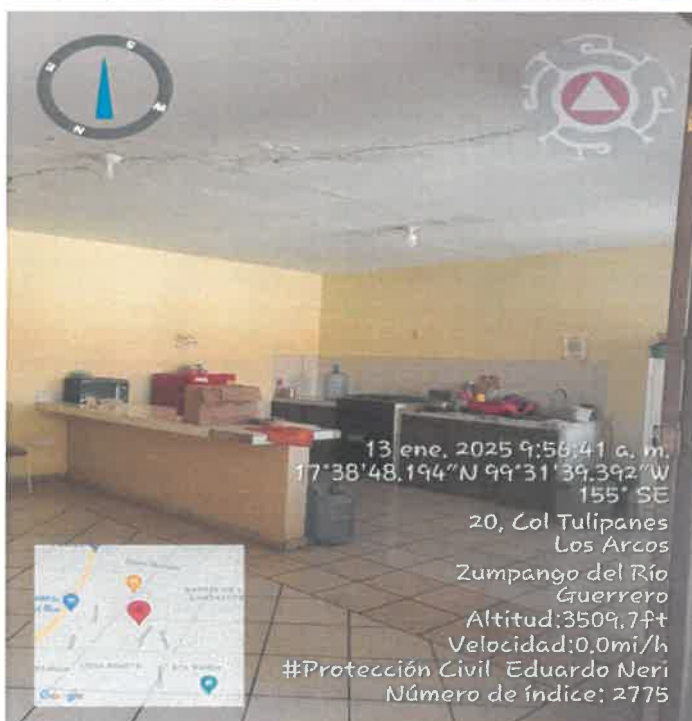 13 ene. 2025 9:56:41 a. m.
17°38'48.194"N 99°31'39.392"W
155° SE
20, Col Tulipanes
Los Arcos
Zumpango del Río
Guerrero
Altitud:3509.7ft
Velocidad:0.0mi/h
#Protección Civil Eduardo Neri
Número de índice: 2775
Google